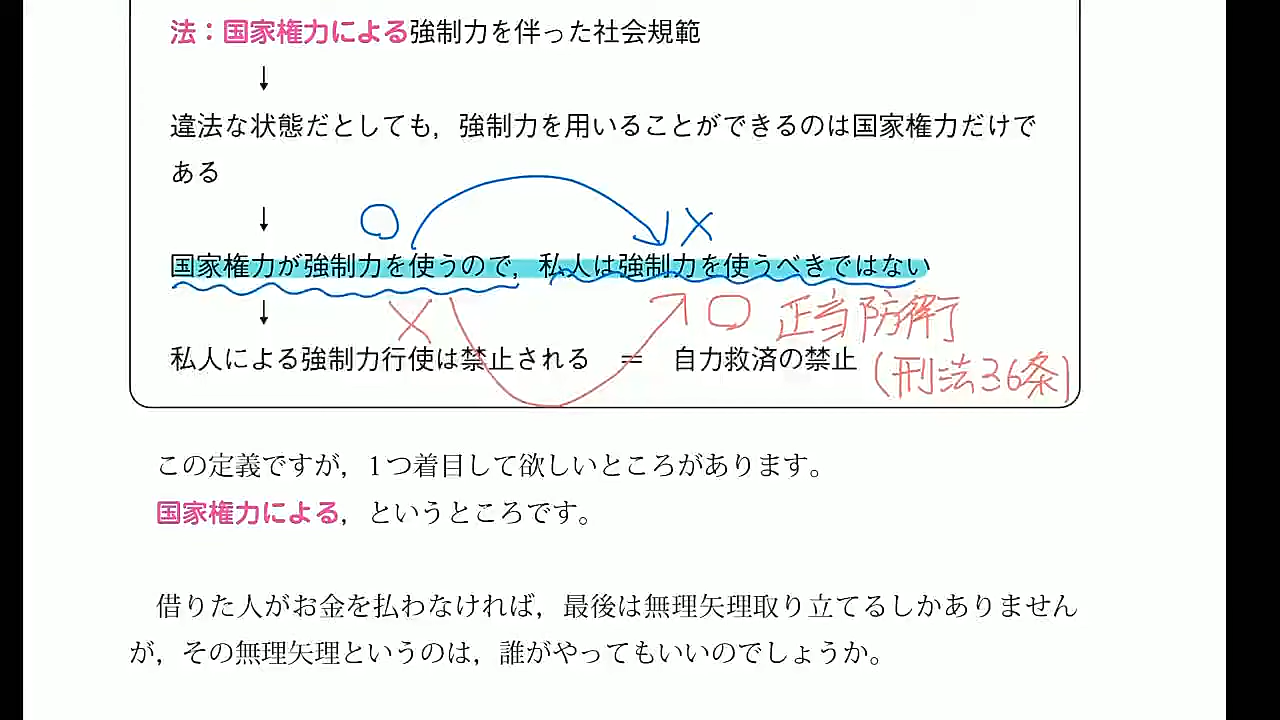 法：国家権力による強制力を伴った社会規範
↓
違法な状態だとしても，強制力を用いることができるのは国家権力だけで
ある
↓
○ ×
国家権力が強制力を使うので，私人は強制力を使うべきではない
↓
× ○ 正当防衛
私人による強制力行使は禁止される ＝ 自力救済の禁止
(刑法36条)
この定義ですが，1つ着目して欲しいところがあります。
国家権力による，というところです。
借りた人がお金を払わなければ，最後は無理矢理取り立てるしかありません
が，その無理矢理というのは，誰がやってもいいのでしょうか。